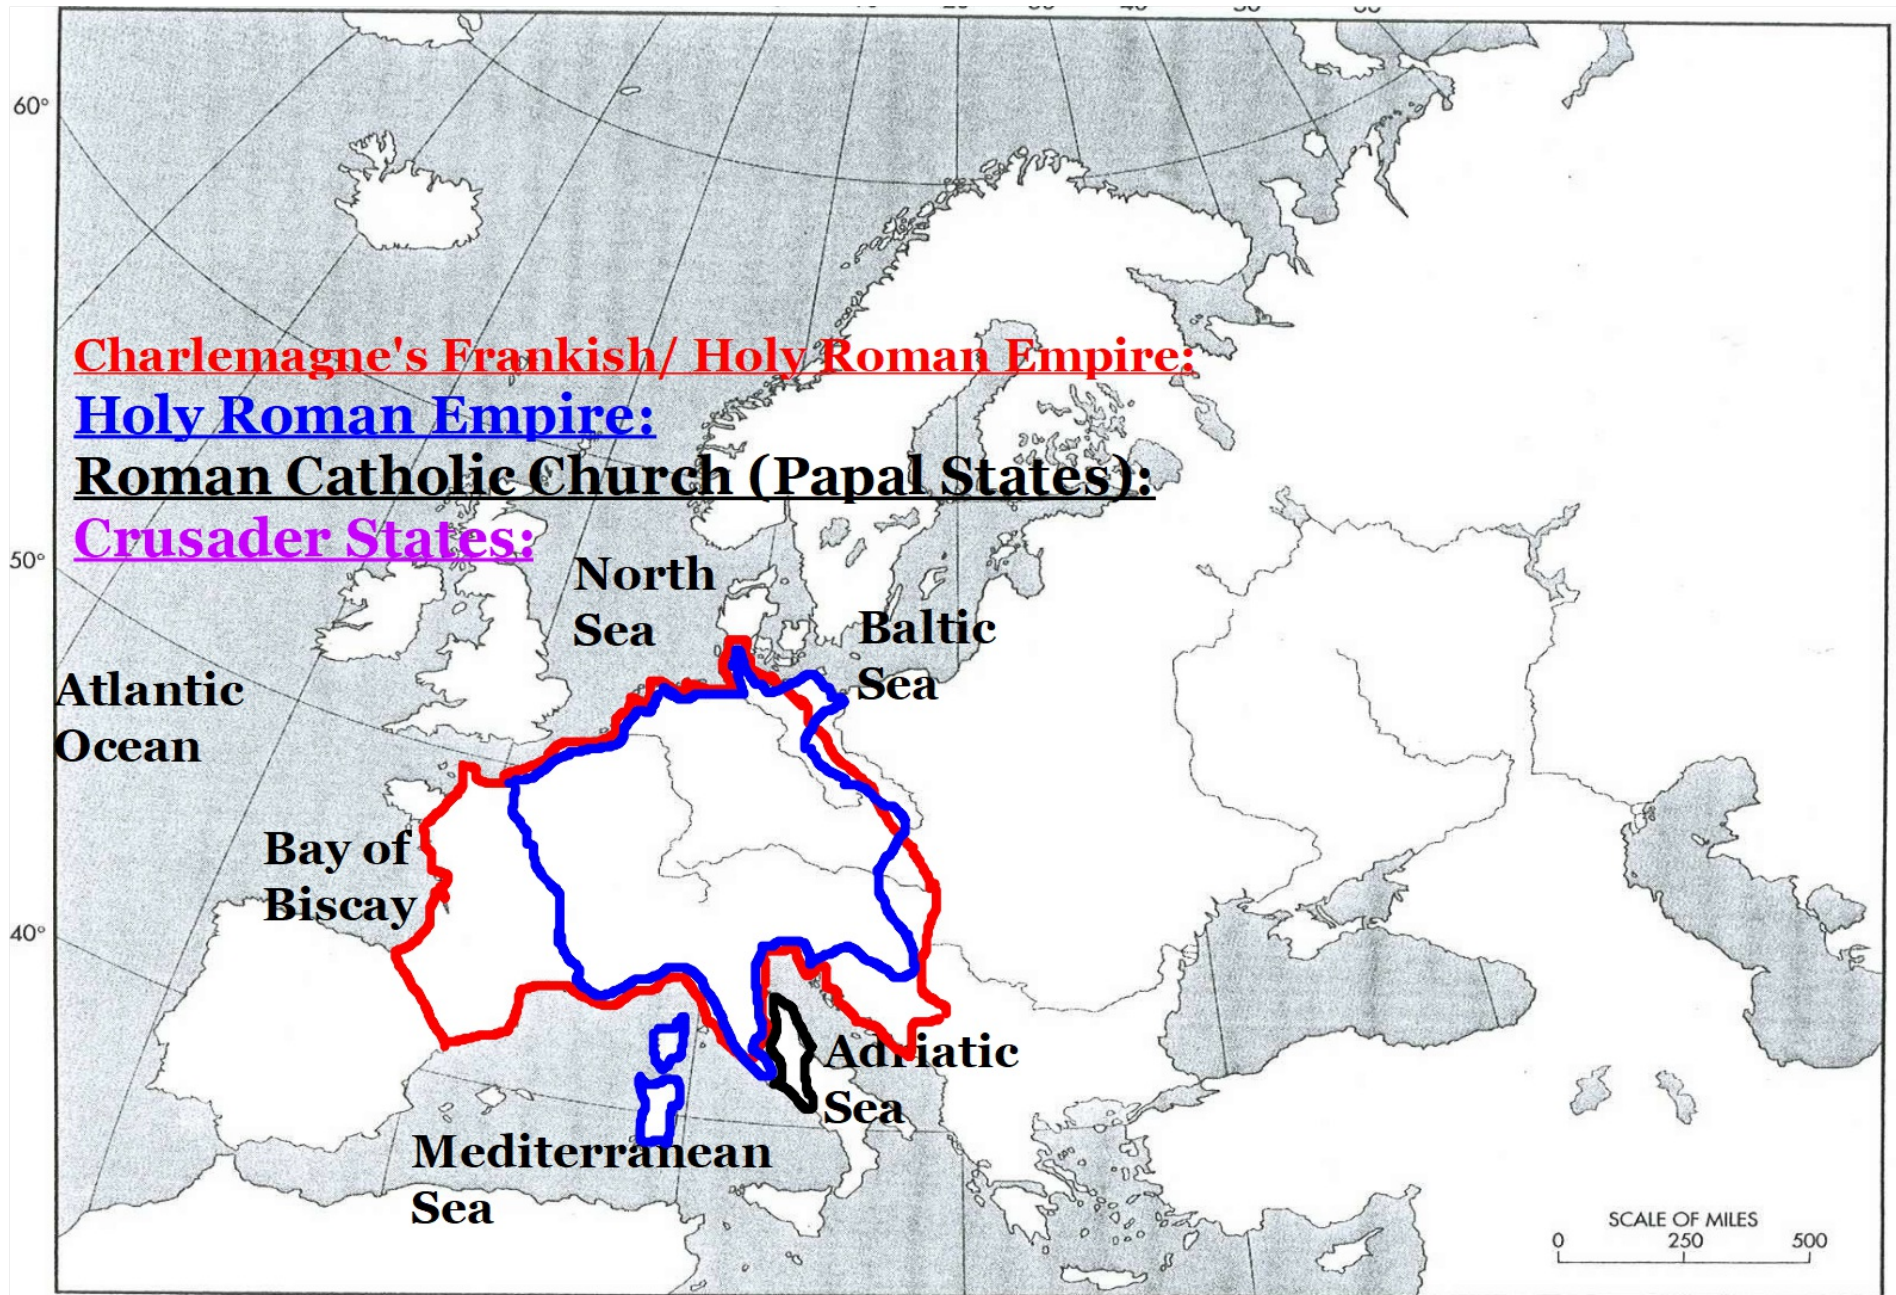 60°
Charlemagne's Frankish/ Holy Roman Empire:
Holy Roman Empire:
Roman Catholic Church (Papal States):
Crusader States:
50°
North
Sea
Baltic
Sea
Atlantic
Ocean
Bay of
Biscay
40°
Adriatic
Sea
Mediterranean
Sea
SCALE OF MILES
0 250 500